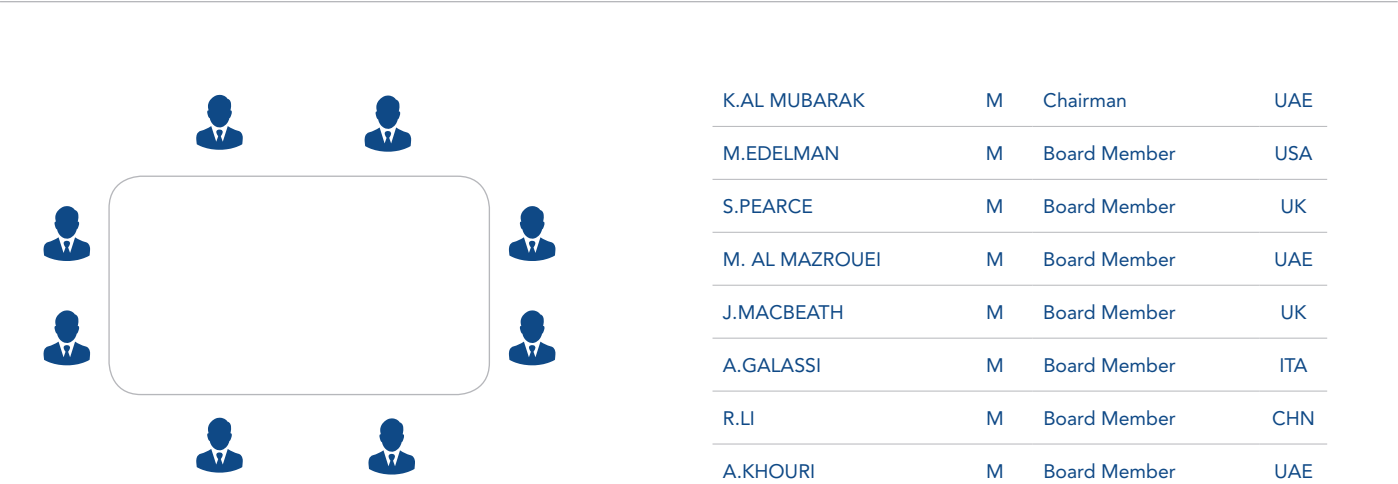 K.AL MUBARAK M Chairman UAE
M.EDELMAN M Board Member USA
S.PEARCE M Board Member UK
M. AL MAZROUEI M Board Member UAE
J.MACBEATH M Board Member UK
A.GALASSI M Board Member ITA
R.LI M Board Member CHN
A.KHOURI M Board Member UAE